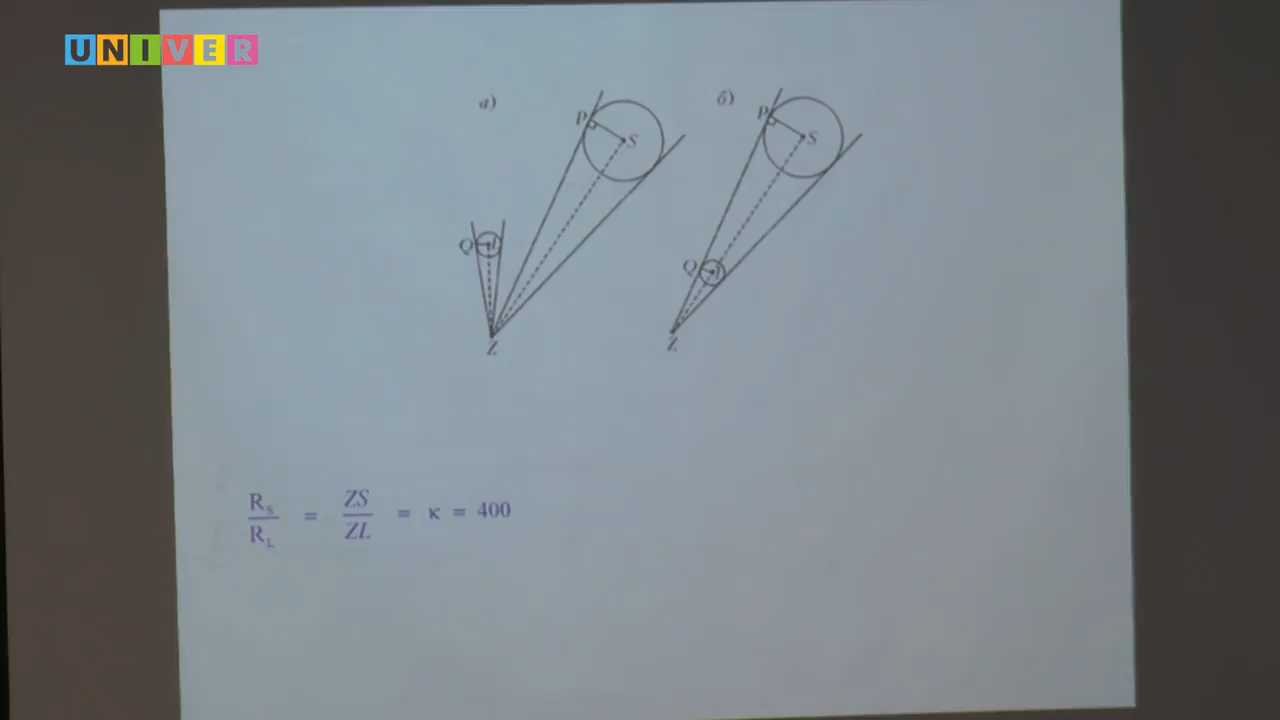 UNIVER
а) б)
P S P S
Q L Q L
Z Z
R_S / R_L = ZS / ZL = κ = 400